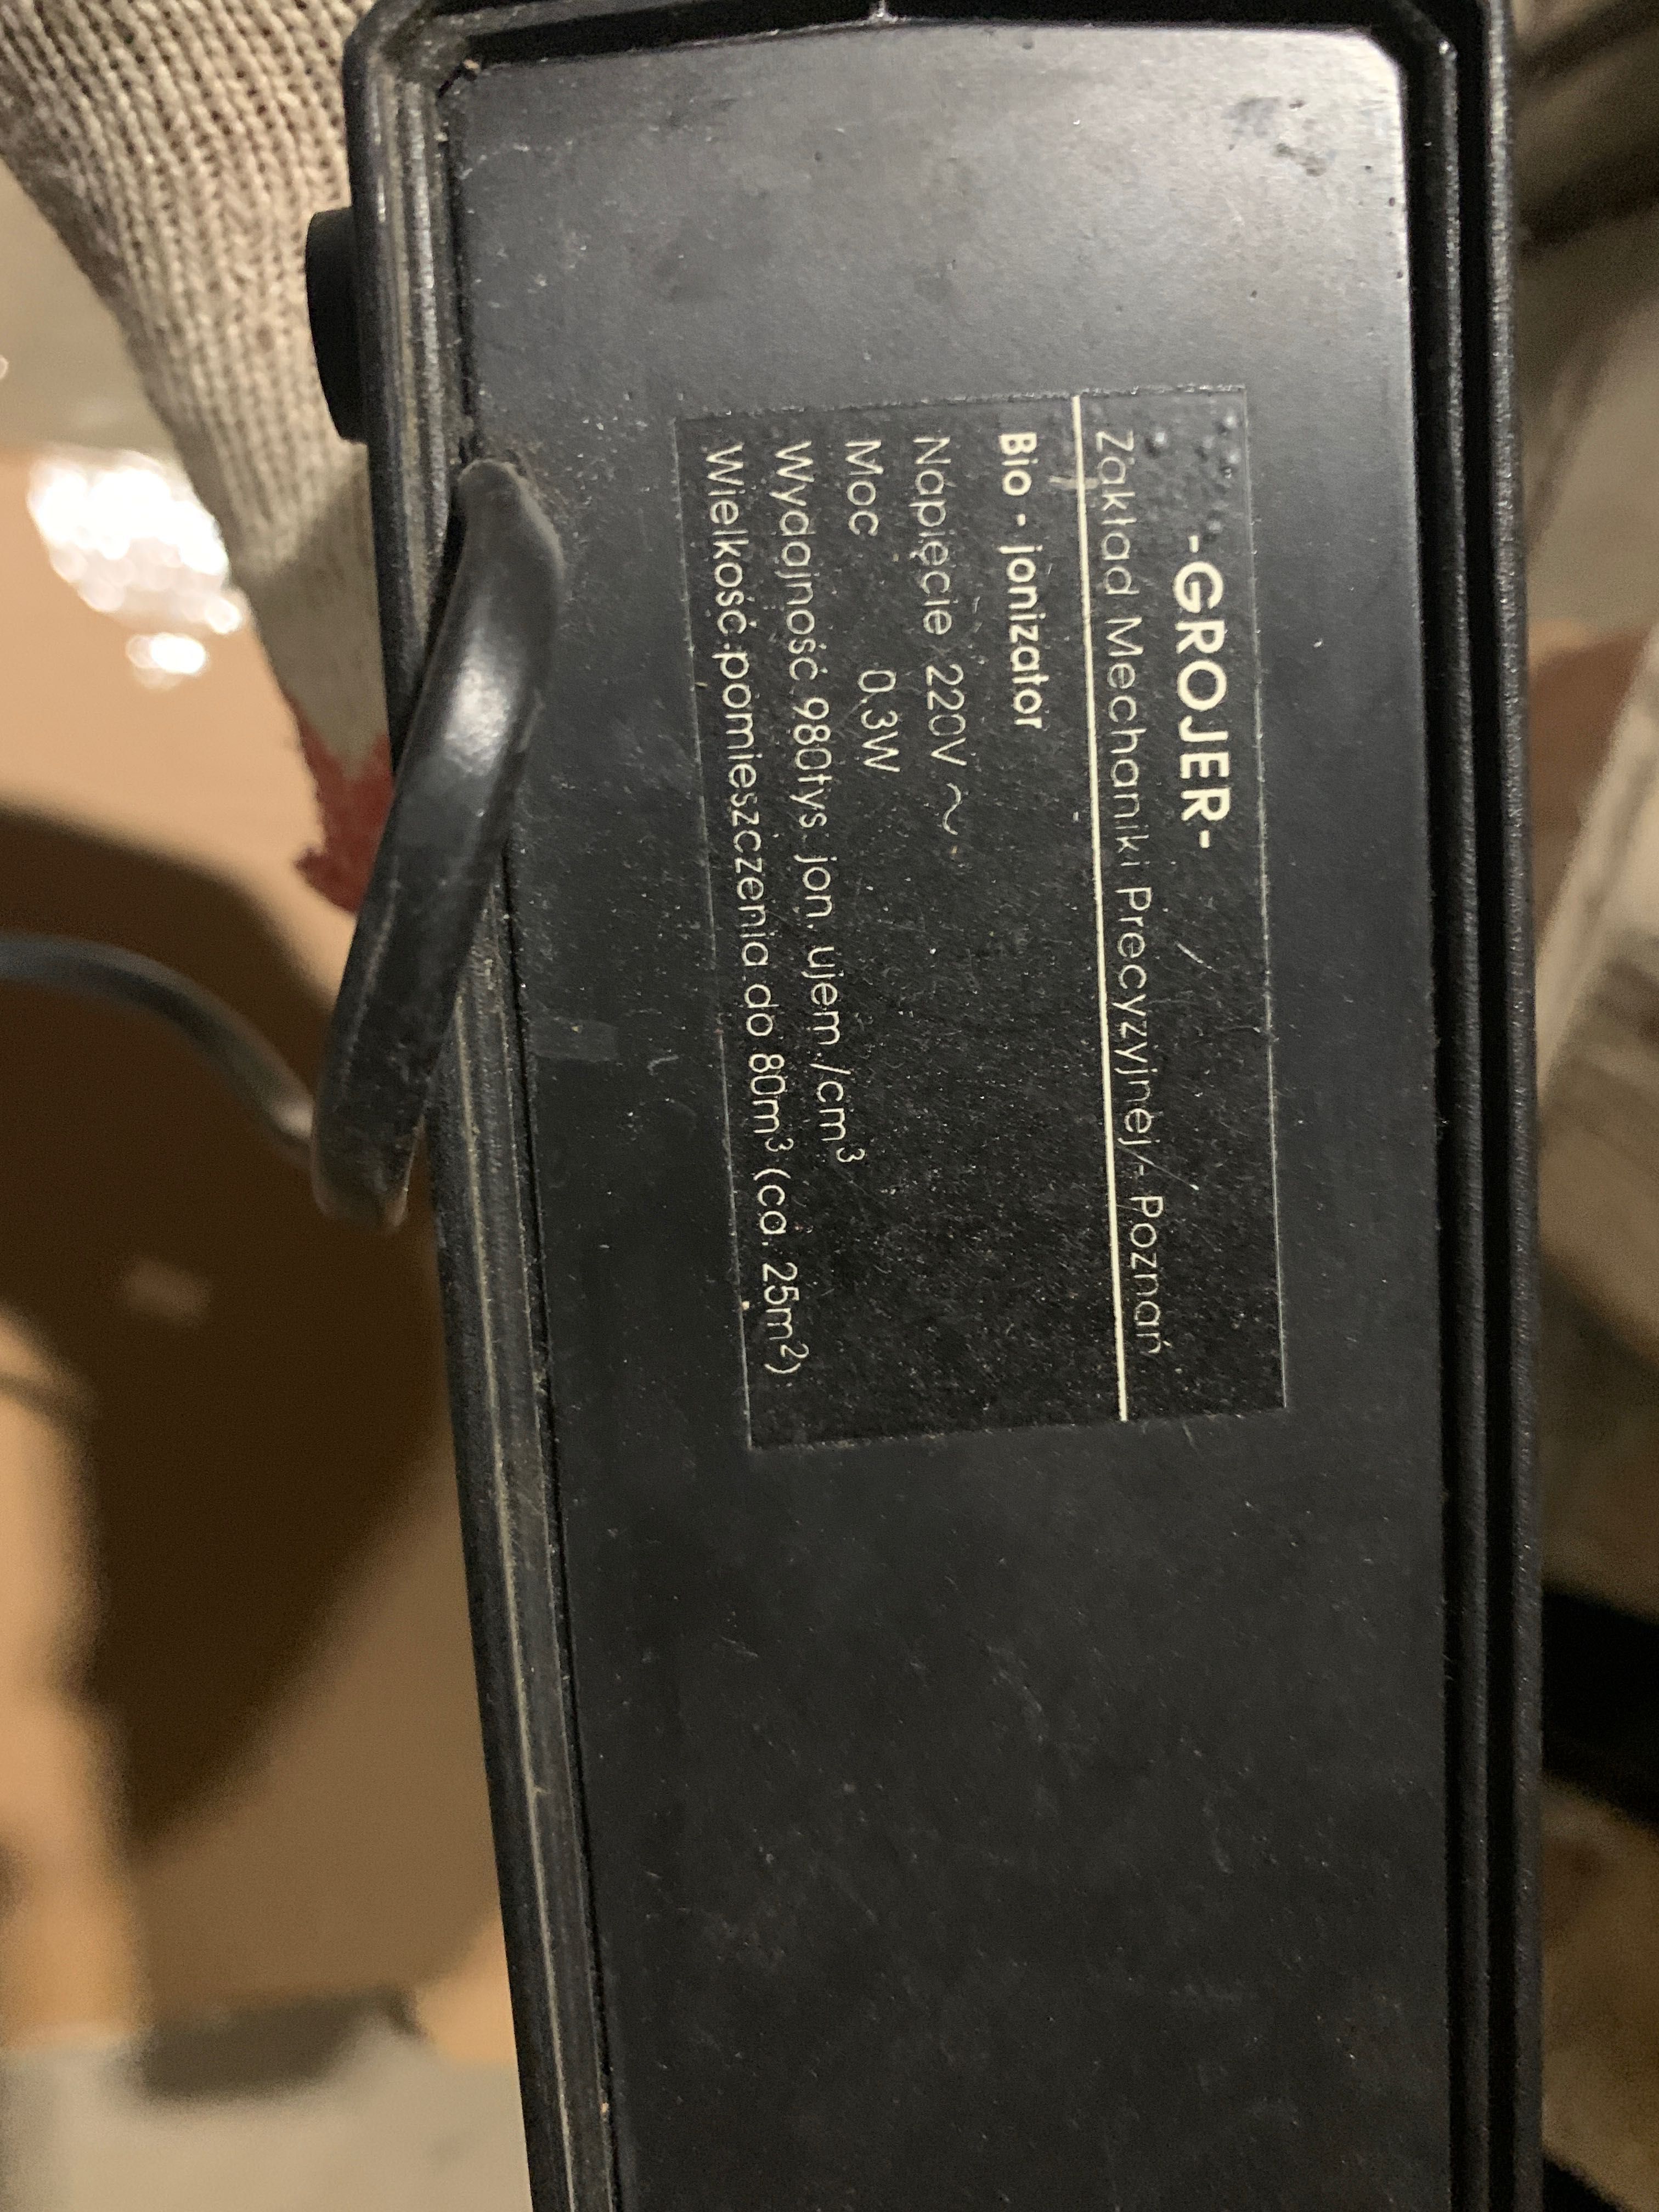 -GROJER-
Zakład Mechaniki Precyzyjnej - Poznań
Bio - jonizator
Napięcie 220V ~
Moc 0,3W
Wydajność 980tys. jon. ujem./cm³
Wielkość pomieszczenia do 80m³ (ca. 25m²)